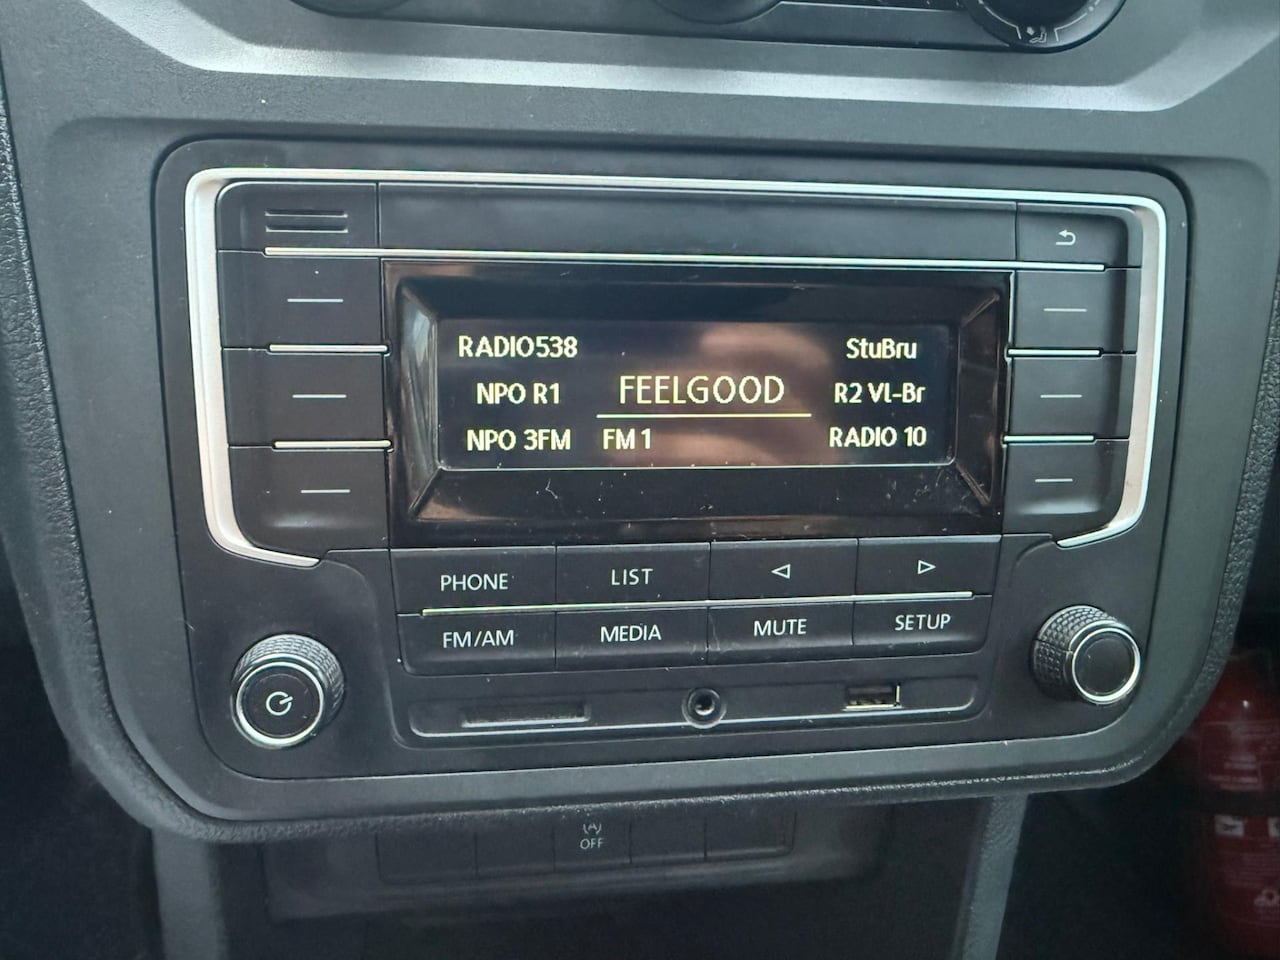 RADIO538 StuBru
NPO R1 FEELGOOD R2 Vl-Br
NPO 3FM FM 1 RADIO 10
PHONE LIST
FM/AM MEDIA MUTE SETUP
(A)
OFF